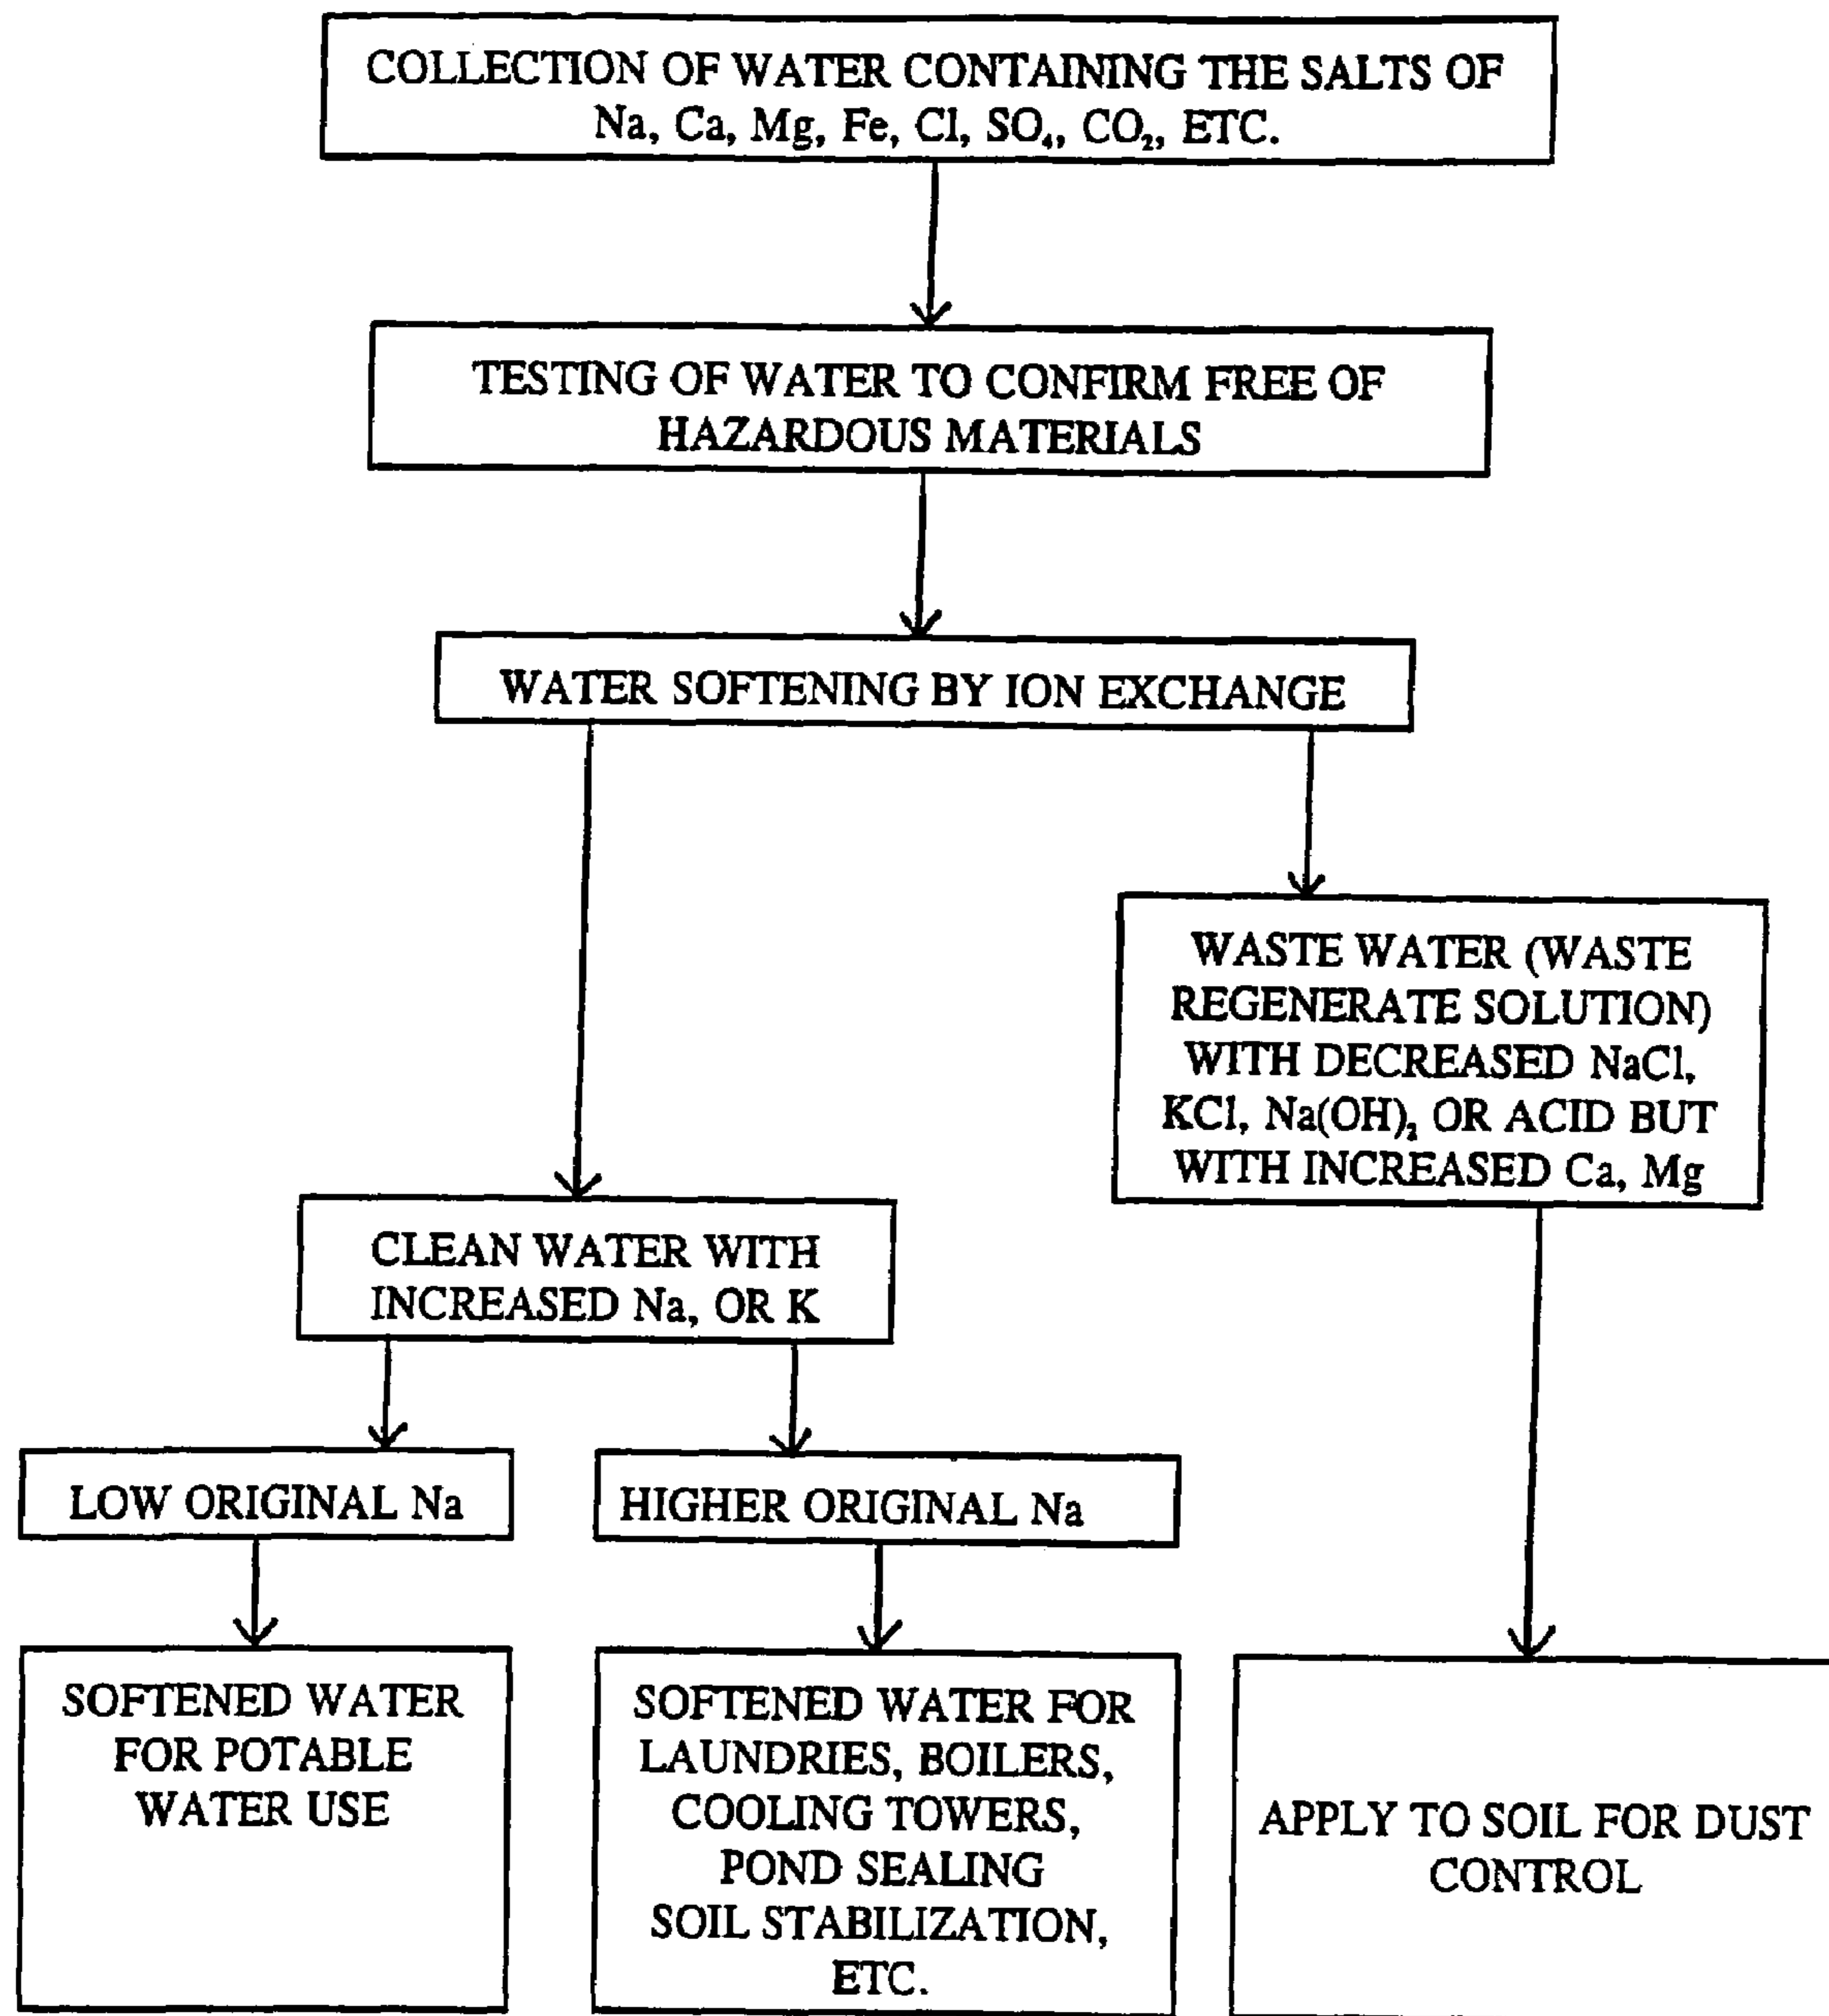 COLLECTION OF WATER CONTAINING THE SALTS OF
Na, Ca, Mg, Fe, Cl, SO₄, CO₂, ETC.
TESTING OF WATER TO CONFIRM FREE OF
HAZARDOUS MATERIALS
WATER SOFTENING BY ION EXCHANGE
WASTE WATER (WASTE
REGENERATE SOLUTION)
WITH DECREASED NaCl,
KCl, Na(OH)₂ OR ACID BUT
WITH INCREASED Ca, Mg
CLEAN WATER WITH
INCREASED Na, OR K
LOW ORIGINAL Na
HIGHER ORIGINAL Na
SOFTENED WATER
FOR POTABLE
WATER USE
SOFTENED WATER FOR
LAUNDRIES, BOILERS,
COOLING TOWERS,
POND SEALING
SOIL STABILIZATION,
ETC.
APPLY TO SOIL FOR DUST
CONTROL